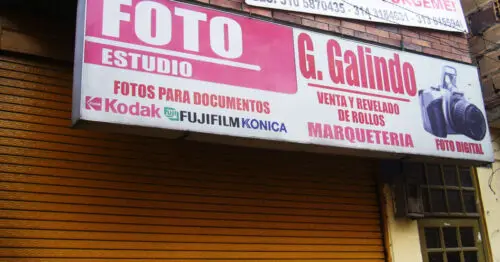 FOTO
ESTUDIO
FOTOS PARA DOCUMENTOS
Kodak FUJIFILM KONICA
G. Galindo
VENTA Y REVELADO
DE ROLLOS
MARQUETERIA
FOTO DIGITAL